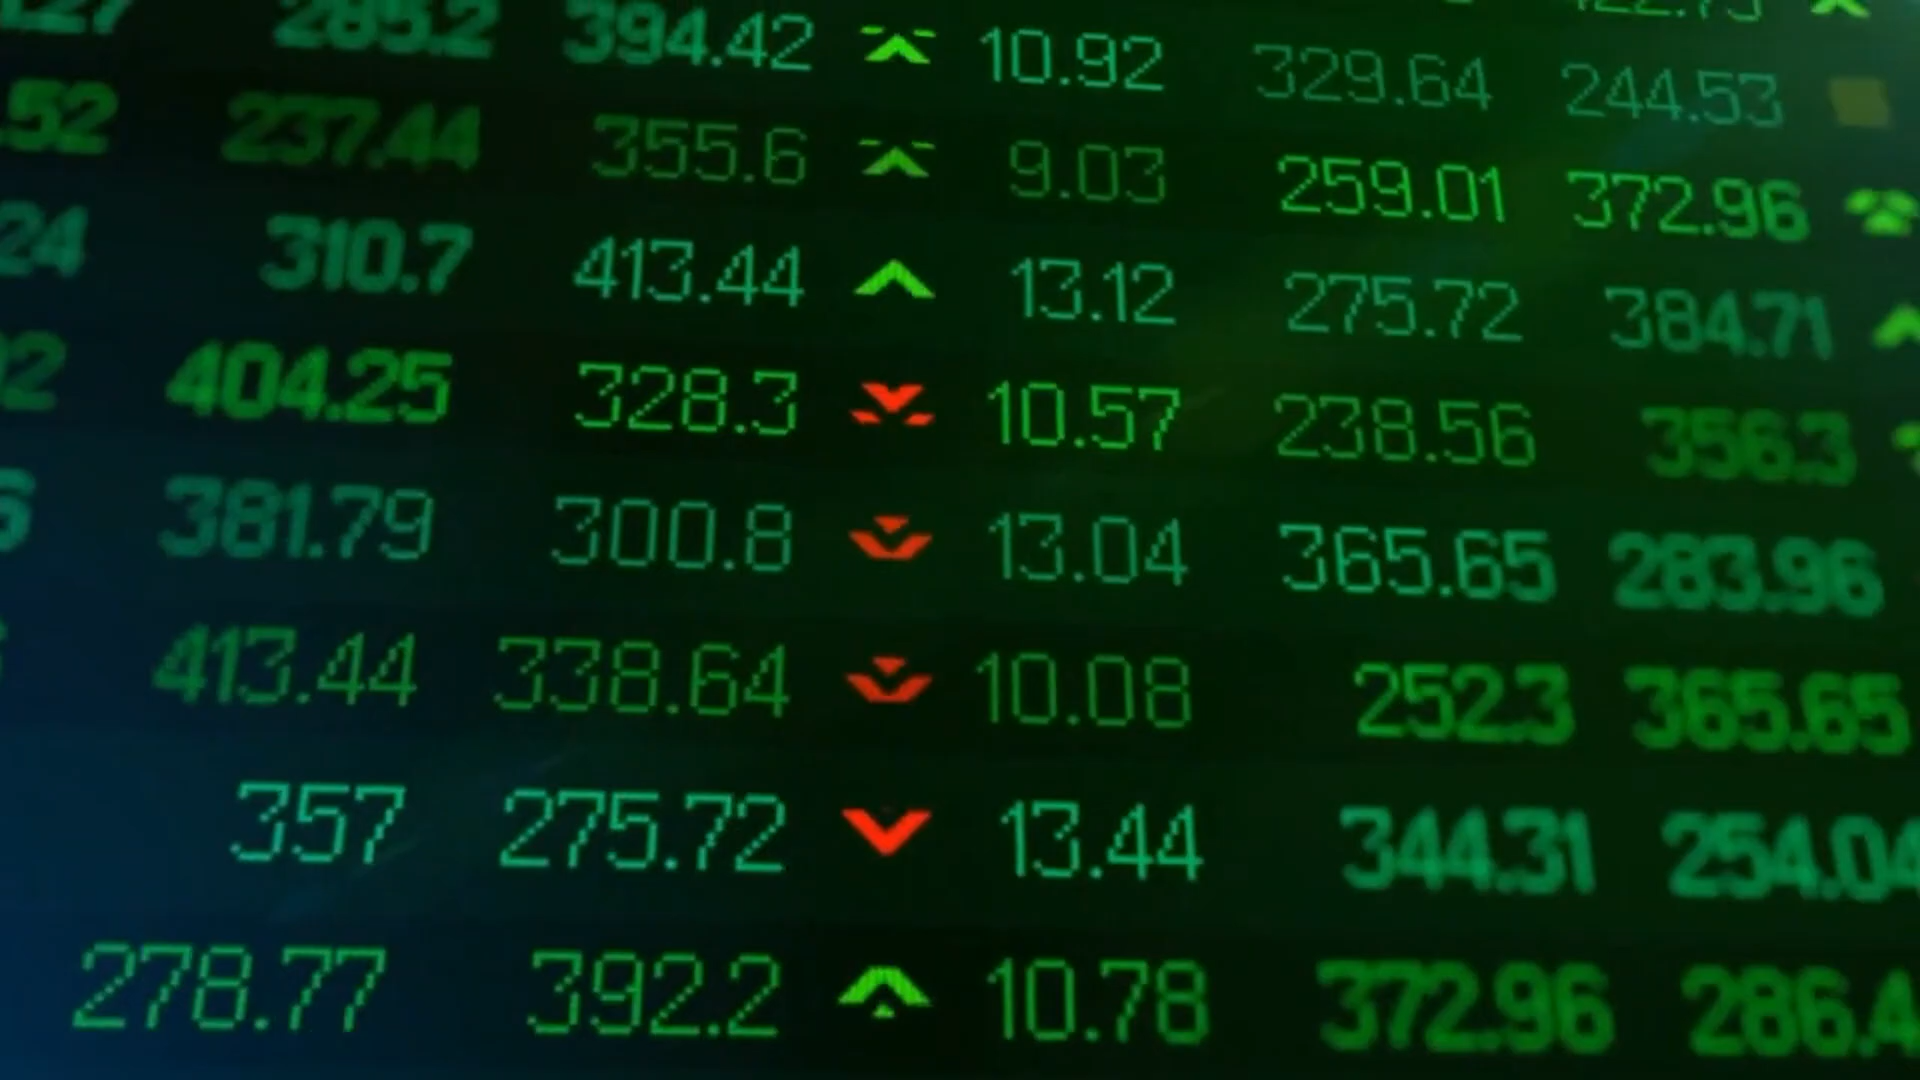 285.2 394.42 10.92 329.64 244.53
.52 237.44 355.6 9.03 259.01 372.96
24 310.7 413.44 13.12 275.72 384.71
404.25 328.3 10.57 238.56 356.3
381.79 300.8 13.04 365.65 283.96
413.44 338.64 10.08 252.3 365.65
357 275.72 13.44 344.31 254.04
278.77 392.2 10.78 372.96 286.4